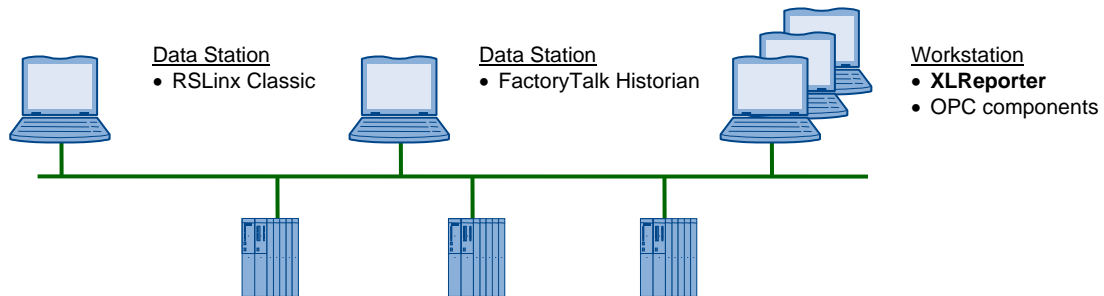 Data Station
• RSLinx Classic
Data Station
• FactoryTalk Historian
Workstation
• XLReporter
• OPC components